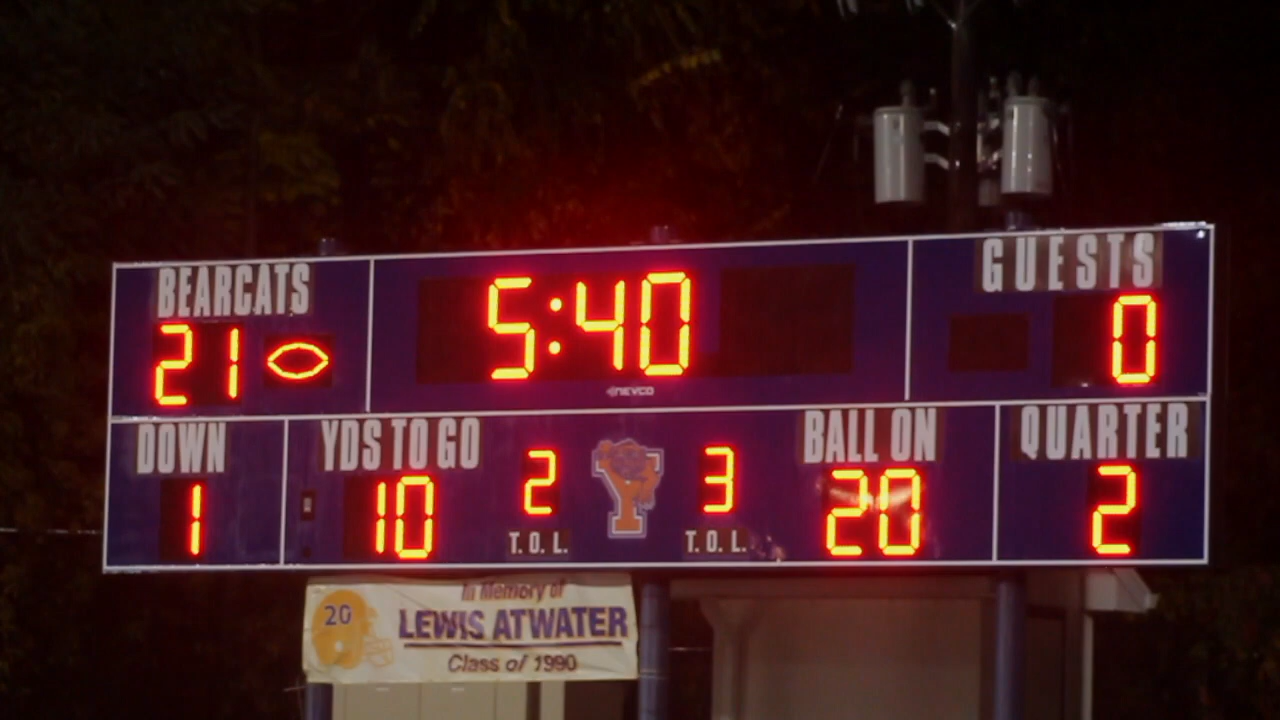 BEARCATS
GUESTS
21
5:40
0
NEVCO
DOWN
YDS TO GO
BALL ON
QUARTER
1
10
2
3
20
2
T.O.L.
T.O.L.
Y
In Memory of
20
LEWIS ATWATER
Class of 1990